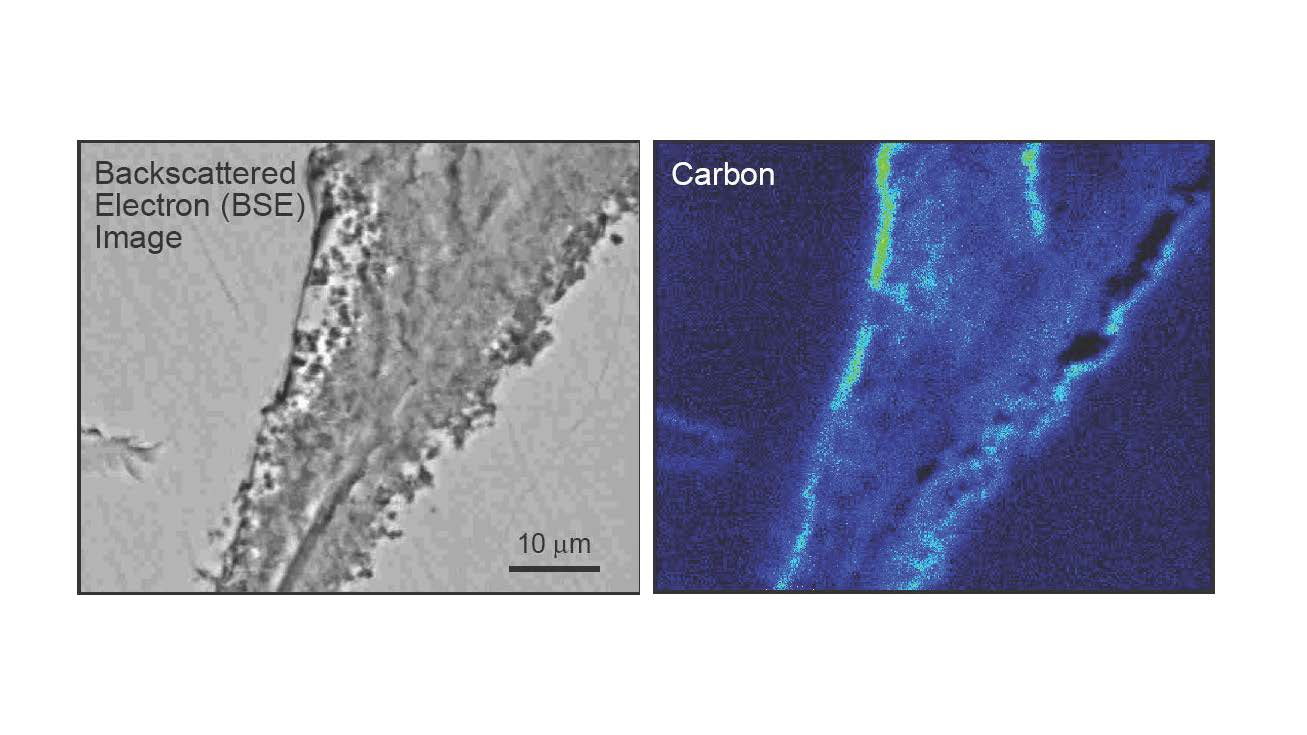 Backscattered
Electron (BSE)
Image
10 μm
Carbon